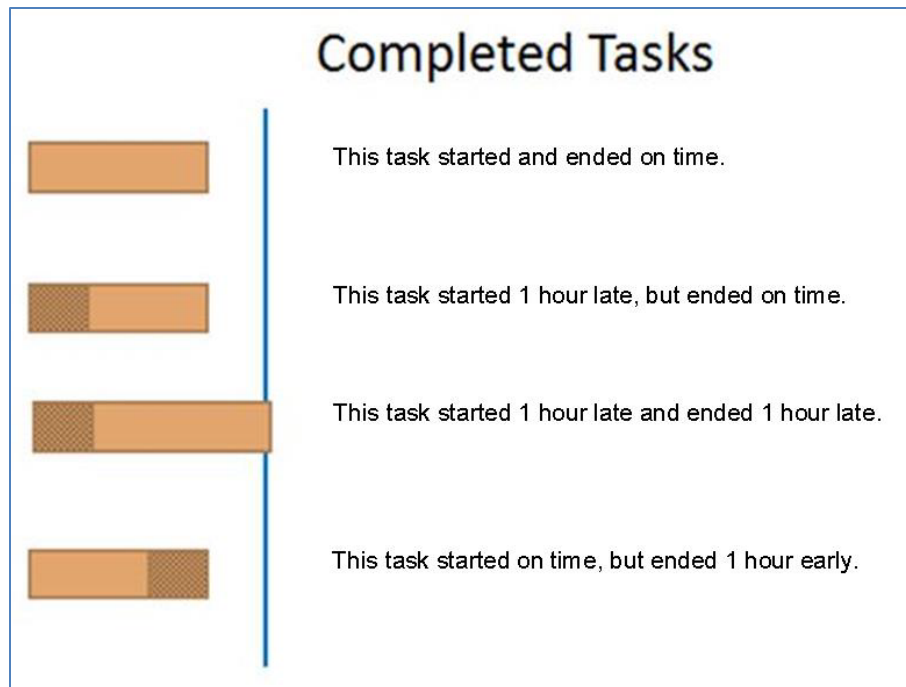 Completed Tasks
This task started and ended on time.
This task started 1 hour late, but ended on time.
This task started 1 hour late and ended 1 hour late.
This task started on time, but ended 1 hour early.